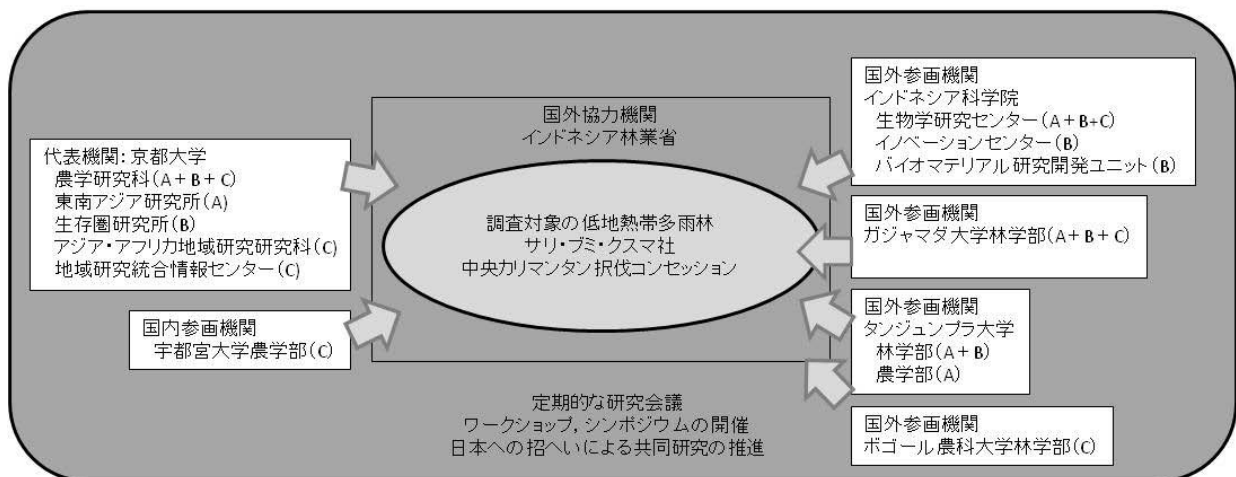 代表機関:京都大学
農学研究科(A+B+C)
東南アジア研究所(A)
生存圏研究所(B)
アジア・アフリカ地域研究研究科(C)
地域研究統合情報センター(C)
国内参画機関
宇都宮大学農学部(C)
国外協力機関
インドネシア林業省
調査対象の低地熱帯多雨林
サリ・ブミ・クスマ社
中央カリマンタン択伐コンセッション
定期的な研究会議
ワークショップ,シンポジウムの開催
日本への招へいによる共同研究の推進
国外参画機関
インドネシア科学院
生物学研究センター(A+B+C)
イノベーションセンター(B)
バイオマテリアル研究開発ユニット(B)
国外参画機関
ガジャマダ大学林学部(A+B+C)
国外参画機関
タンジュンプラ大学
林学部(A+B)
農学部(A)
国外参画機関
ボゴール農科大学林学部(C)